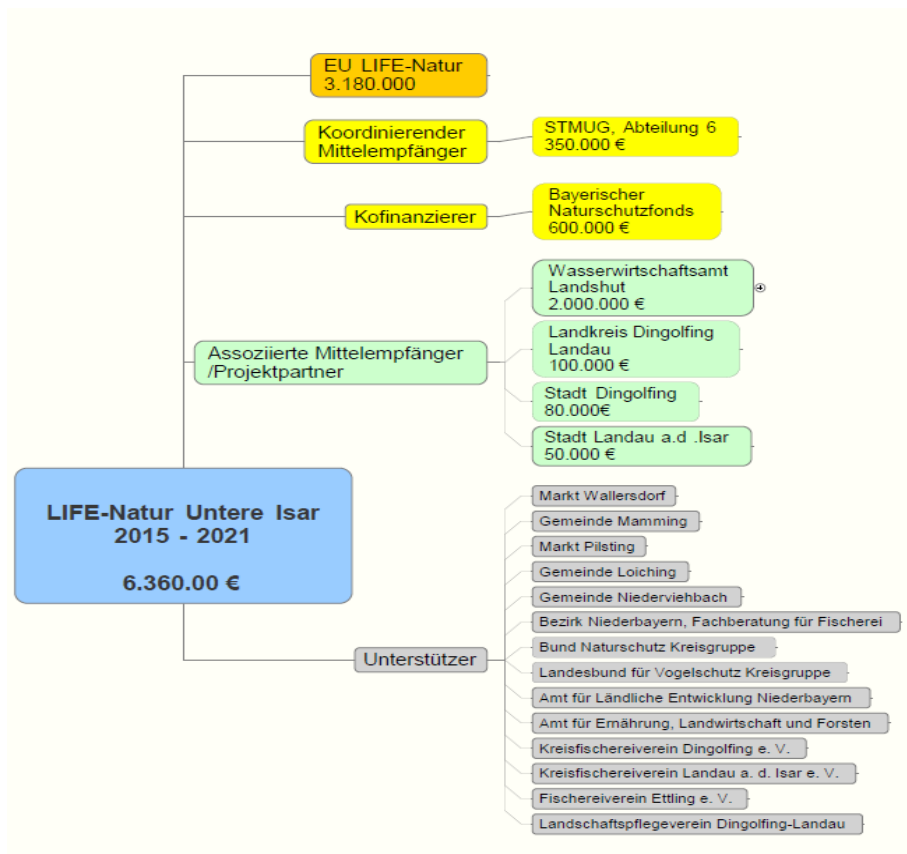 EU LIFE-Natur
3.180.000
Koordinierender
Mittelempfänger
STMUG, Abteilung 6
350.000 €
Kofinanzierer
Bayerischer
Naturschutzfonds
600.000 €
Assoziierte Mittelempfänger
/Projektpartner
Wasserwirtschaftsamt
Landshut
2.000.000 €
Landkreis Dingolfing
Landau
100.000 €
Stadt Dingolfing
80.000€
Stadt Landau a.d .Isar
50.000 €
LIFE-Natur Untere Isar
2015 - 2021
6.360.00 €
Unterstützer
Markt Wallersdorf
Gemeinde Mamming
Markt Pilsting
Gemeinde Loiching
Gemeinde Niederviehbach
Bezirk Niederbayern, Fachberatung für Fischerei
Bund Naturschutz Kreisgruppe
Landesbund für Vogelschutz Kreisgruppe
Amt für Ländliche Entwicklung Niederbayern
Amt für Ernährung, Landwirtschaft und Forsten
Kreisfischereiverein Dingolfing e. V.
Kreisfischereiverein Landau a. d. Isar e. V.
Fischereiverein Ettling e. V.
Landschaftspflegeverein Dingolfing-Landau